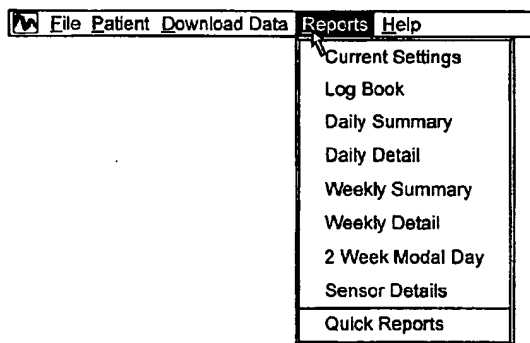 File Patient Download Data Reports Help
Current Settings
Log Book
Daily Summary
Daily Detail
Weekly Summary
Weekly Detail
2 Week Modal Day
Sensor Details
Quick Reports